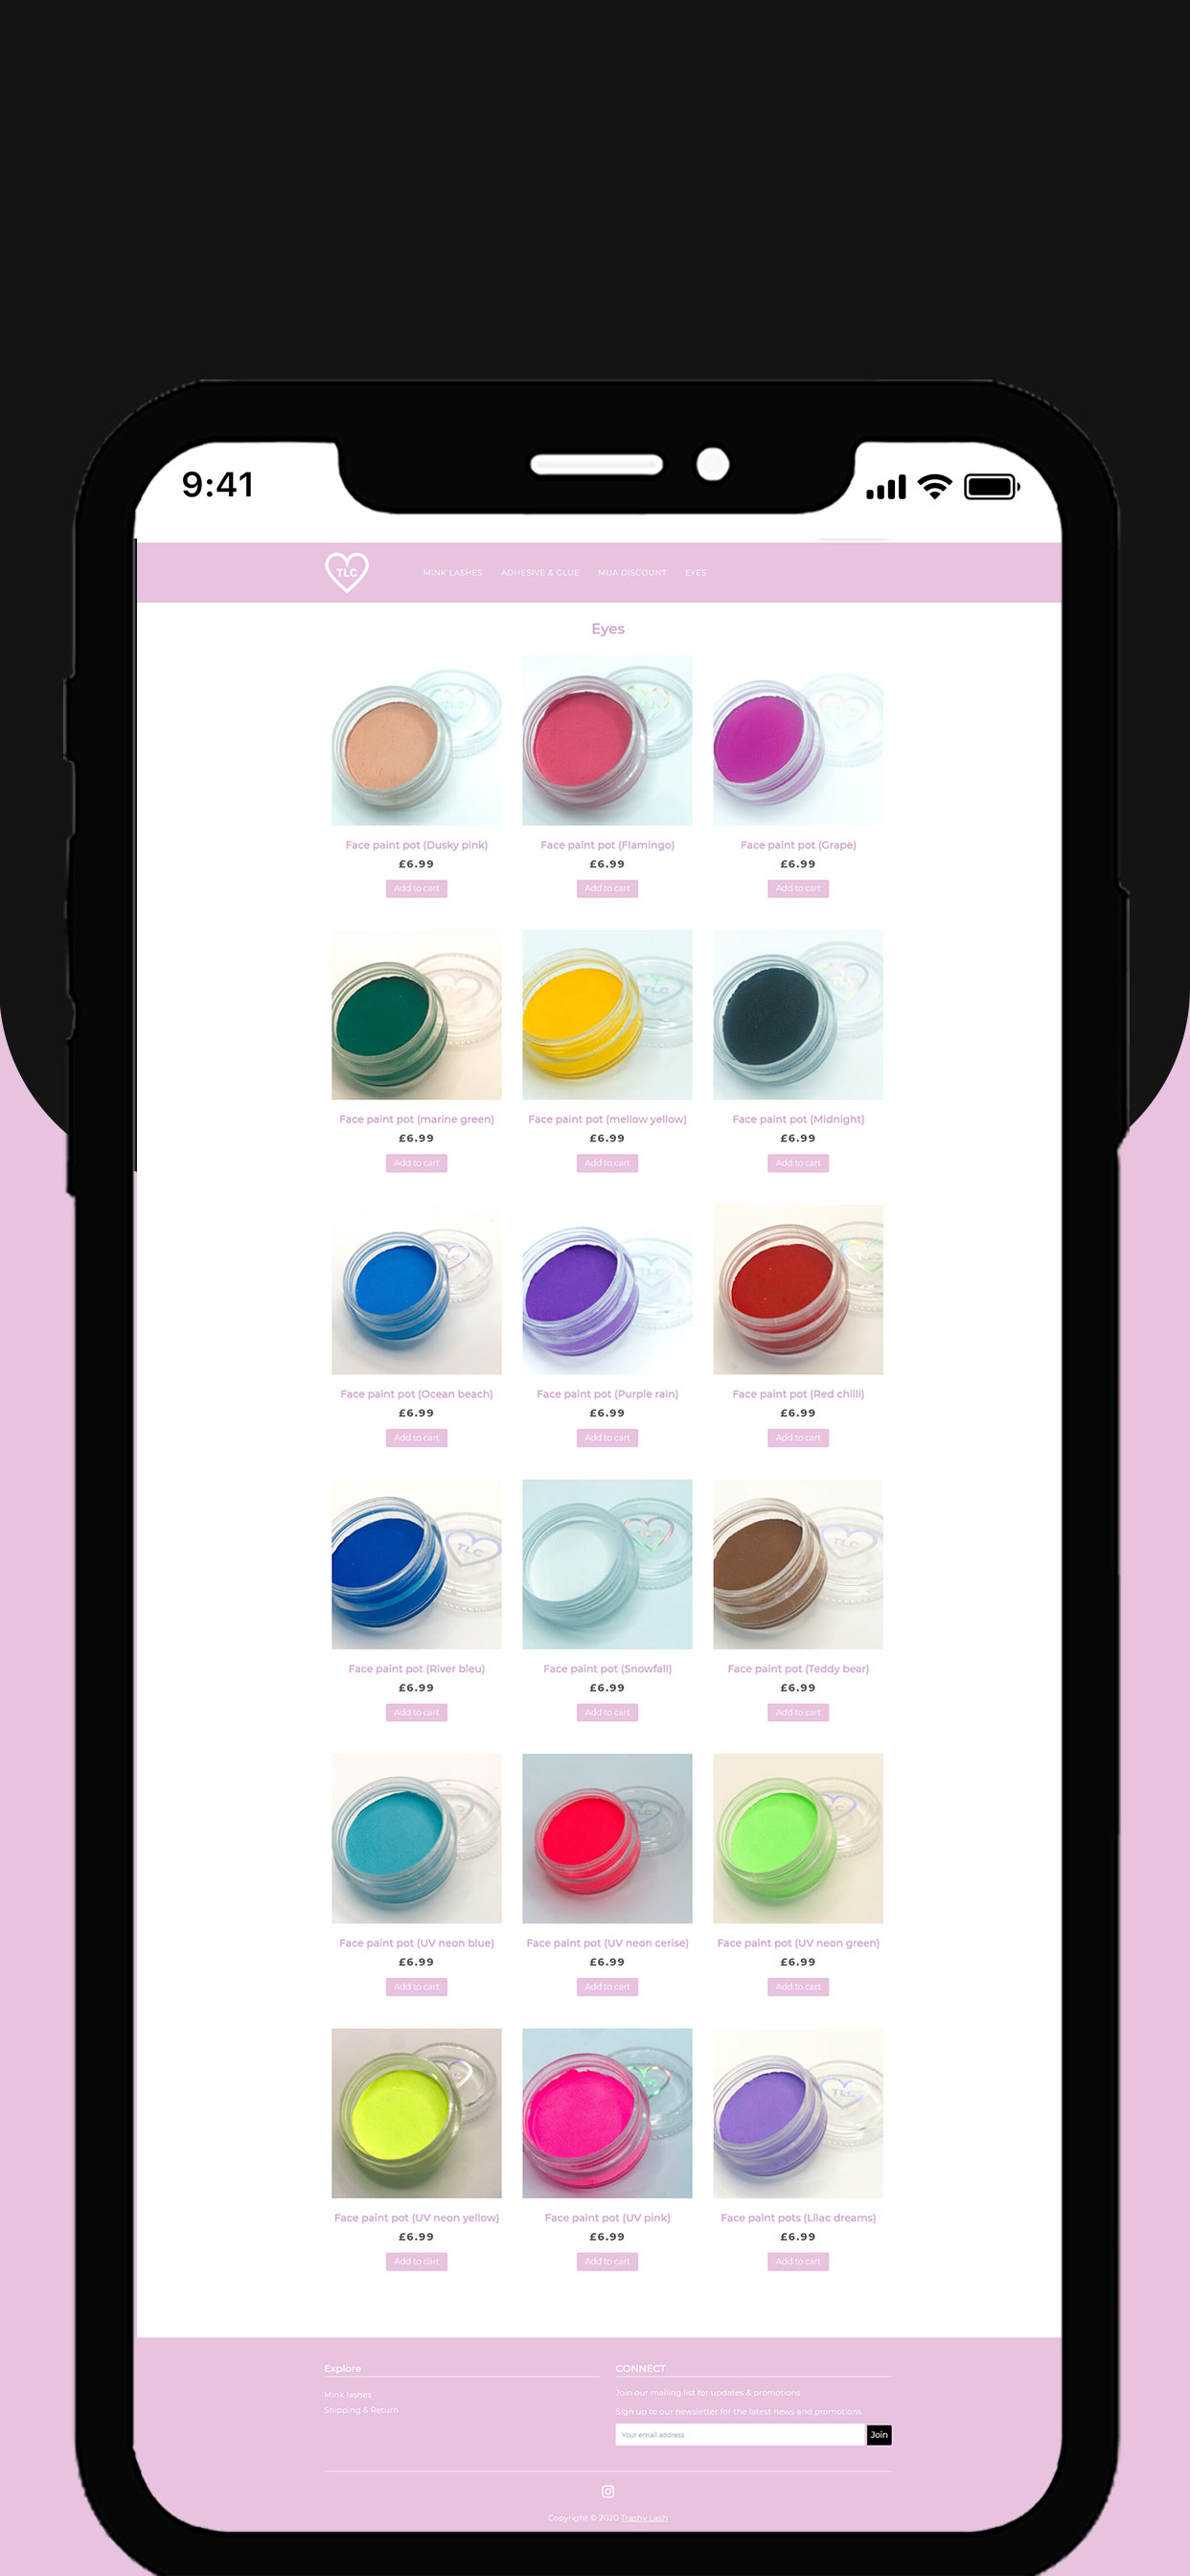 9:41
TLC
MINK LASHES ADHESIVE & GLUE MUA DISCOUNT EYES
Eyes
Face paint pot (Dusky pink) Face paint pot (Flamingo) Face paint pot (Grape)
£6.99 £6.99 £6.99
Add to cart Add to cart Add to cart
TLC
Face paint pot (marine green) Face paint pot (mellow yellow) Face paint pot (Midnight)
£6.99 £6.99 £6.99
Add to cart Add to cart Add to cart
TLC
Face paint pot (Ocean beach) Face paint pot (Purple rain) Face paint pot (Red chilli)
£6.99 £6.99 £6.99
Add to cart Add to cart Add to cart
TLC TLC
Face paint pot (River bleu) Face paint pot (Snowfall) Face paint pot (Teddy bear)
£6.99 £6.99 £6.99
Add to cart Add to cart Add to cart
Face paint pot (UV neon blue) Face paint pot (UV neon cerise) Face paint pot (UV neon green)
£6.99 £6.99 £6.99
Add to cart Add to cart Add to cart
TLC
Face paint pot (UV neon yellow) Face paint pot (UV pink) Face paint pots (Lilac dreams)
£6.99 £6.99 £6.99
Add to cart Add to cart Add to cart
Explore CONNECT
Mink lashes Join our mailing list for updates & promotions
Shipping & Return Sign up to our newsletter for the latest news and promotions
Your email address Join
Copyright © 2020 Trashy Lash